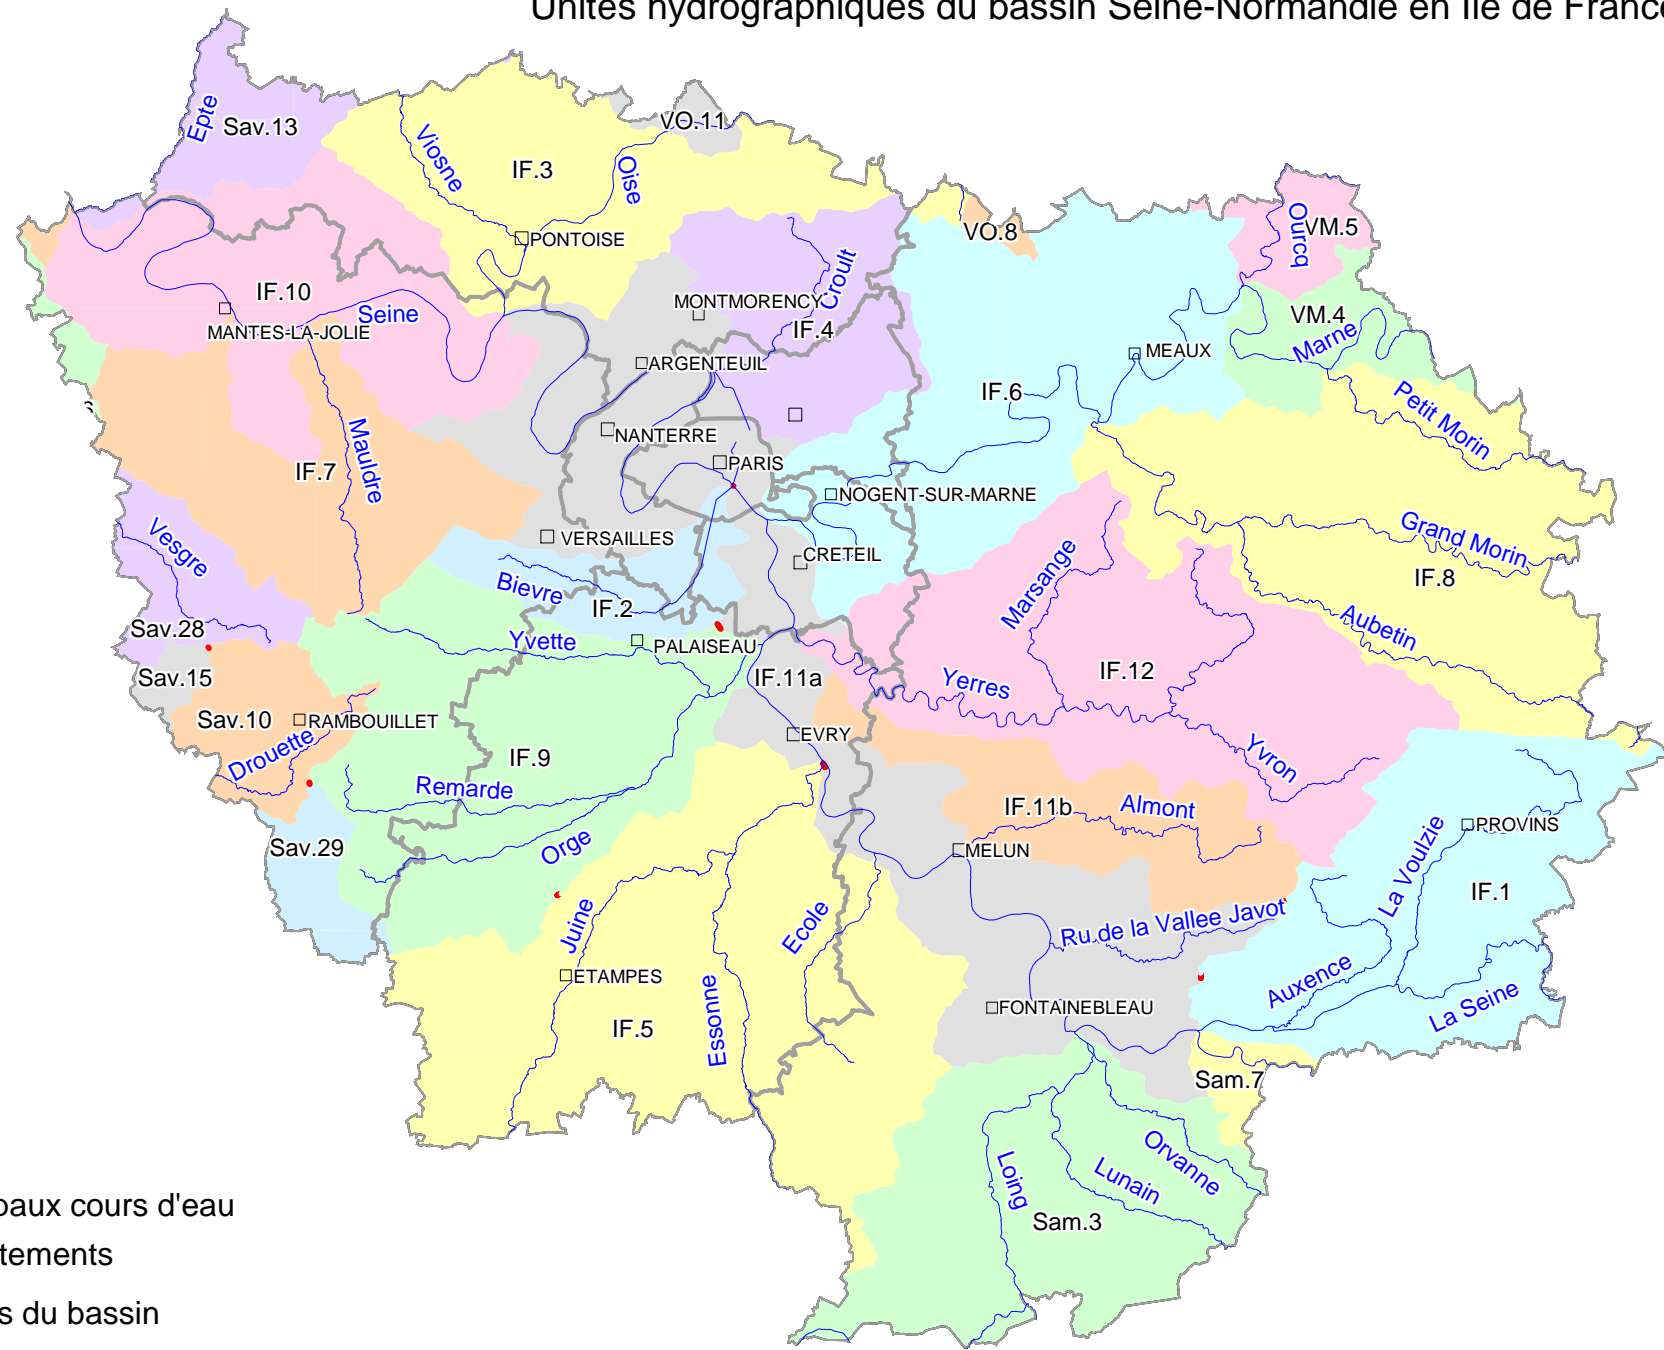 Unités hydrographiques du bassin Seine-Normandie en Ile de France
Epte
Sav.13
Viosne
IF.3
Oise
VO.11
PONTOISE
VO.8
Ourcq
VM.5
IF.10
Seine
MANTES-LA-JOLIE
MONTMORENCY
Croult
IF.4
ARGENTEUIL
VM.4
Marne
MEAUX
IF.6
Petit Morin
Mauldre
IF.7
NANTERRE
PARIS
NOGENT-SUR-MARNE
Vesgre
VERSAILLES
CRETEIL
Grand Morin
IF.8
Bievre
IF.2
Marsange
Aubetin
Sav.28
Yvette
PALAISEAU
Sav.15
IF.11a
Yerres
IF.12
Sav.10
RAMBOUILLET
EVRY
Drouette
IF.9
Yvron
Remarde
IF.11b
Almont
PROVINS
Sav.29
Orge
MELUN
La Voulzie
IF.1
Juine
Ecole
Ru de la Vallee Javot
ETAMPES
Auxence
FONTAINEBLEAU
La Seine
IF.5
Essonne
Sam.7
Loing
Lunain
Orvanne
Sam.3
paux cours d'eau
tements
s du bassin